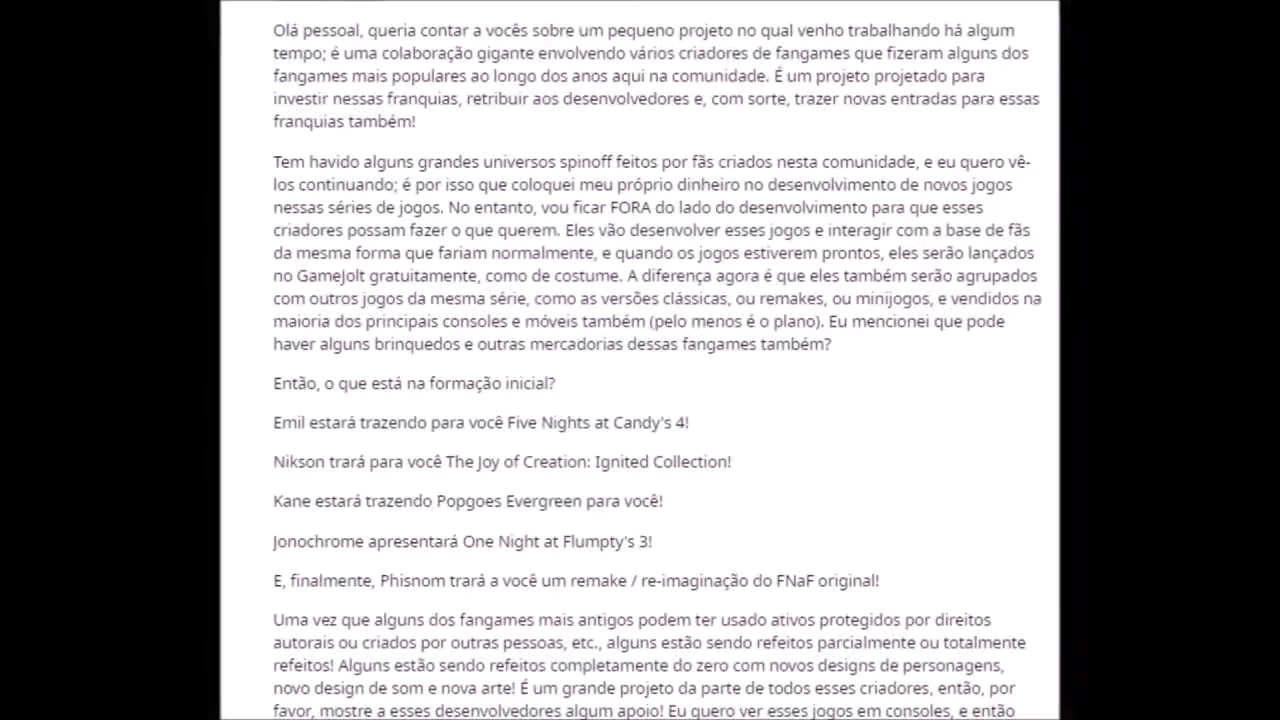 Olá pessoal, queria contar a vocês sobre um pequeno projeto no qual venho trabalhando há algum
tempo; é uma colaboração gigante envolvendo vários criadores de fangames que fizeram alguns dos
fangames mais populares ao longo dos anos aqui na comunidade. É um projeto projetado para
investir nessas franquias, retribuir aos desenvolvedores e, com sorte, trazer novas entradas para essas
franquias também!
Tem havido alguns grandes universos spinoff feitos por fãs criados nesta comunidade, e eu quero vê-
los continuando; é por isso que coloquei meu próprio dinheiro no desenvolvimento de novos jogos
nessas séries de jogos. No entanto, vou ficar FORA do lado do desenvolvimento para que esses
criadores possam fazer o que querem. Eles vão desenvolver esses jogos e interagir com a base de fãs
da mesma forma que fariam normalmente, e quando os jogos estiverem prontos, eles serão lançados
no GameJolt gratuitamente, como de costume. A diferença agora é que eles também serão agrupados
com outros jogos da mesma série, como as versões clássicas, ou remakes, ou minijogos, e vendidos na
maioria dos principais consoles e móveis também (pelo menos é o plano). Eu mencionei que pode
haver alguns brinquedos e outras mercadorias dessas fangames também?
Então, o que está na formação inicial?
Emil estará trazendo para você Five Nights at Candy's 4!
Nikson trará para você The Joy of Creation: Ignited Collection!
Kane estará trazendo Popgoes Evergreen para você!
Jonochrome apresentará One Night at Flumpty's 3!
E, finalmente, Phisnom trará a você um remake / re-imaginação do FNaF original!
Uma vez que alguns dos fangames mais antigos podem ter usado ativos protegidos por direitos
autorais ou criados por outras pessoas, etc., alguns estão sendo refeitos parcialmente ou totalmente
refeitos! Alguns estão sendo refeitos completamente do zero com novos designs de personagens,
novo design de som e nova arte! É um grande projeto da parte de todos esses criadores, então, por
favor, mostre a esses desenvolvedores algum apoio! Eu quero ver esses jogos em consoles, e então